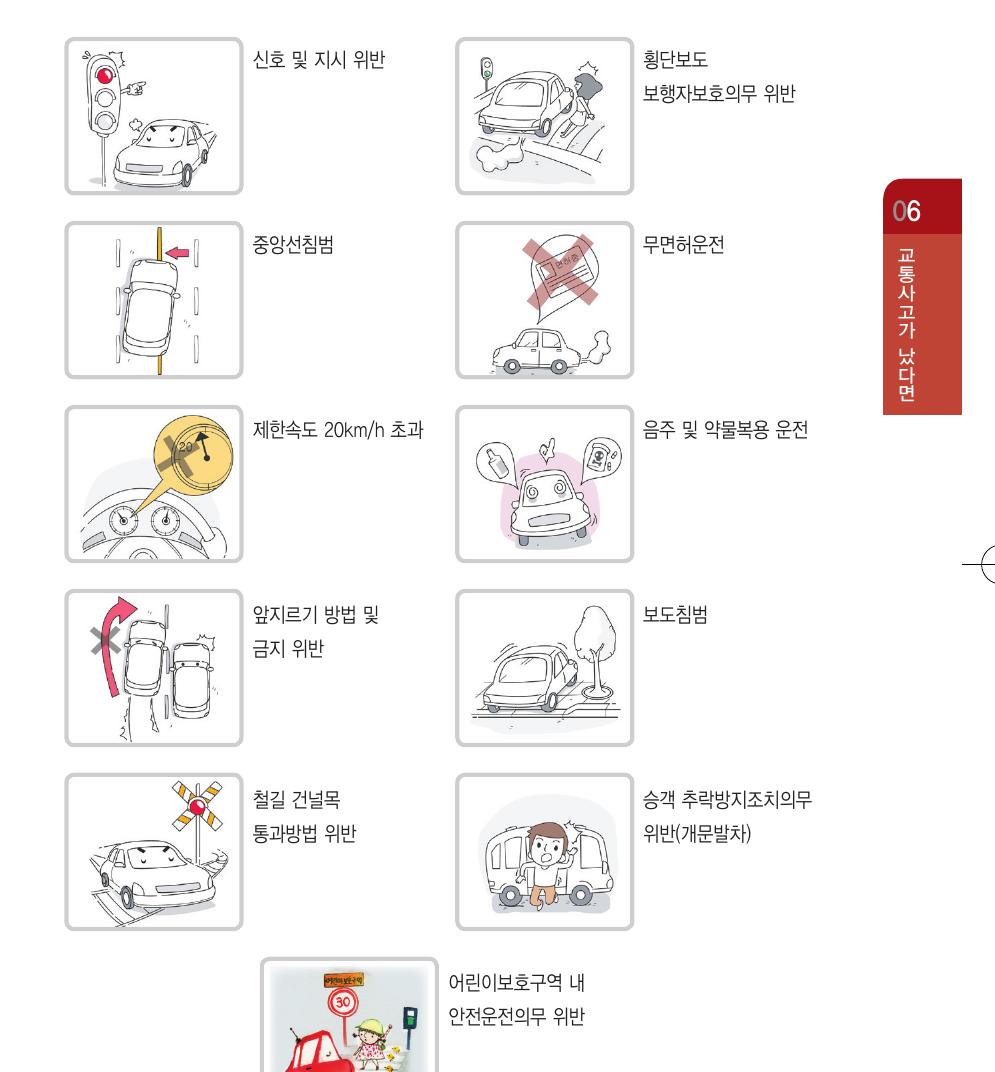 신호 및 지시 위반
횡단보도
보행자보호의무 위반
06
교통사고가 났다면
중앙선침범
무면허운전
면허증
제한속도 20km/h 초과
20
음주 및 약물복용 운전
앞지르기 방법 및
금지 위반
보도침범
철길 건널목
통과방법 위반
승객 추락방지조치의무
위반(개문발차)
어린이보호구역 내
안전운전의무 위반
어린이보호구역
30